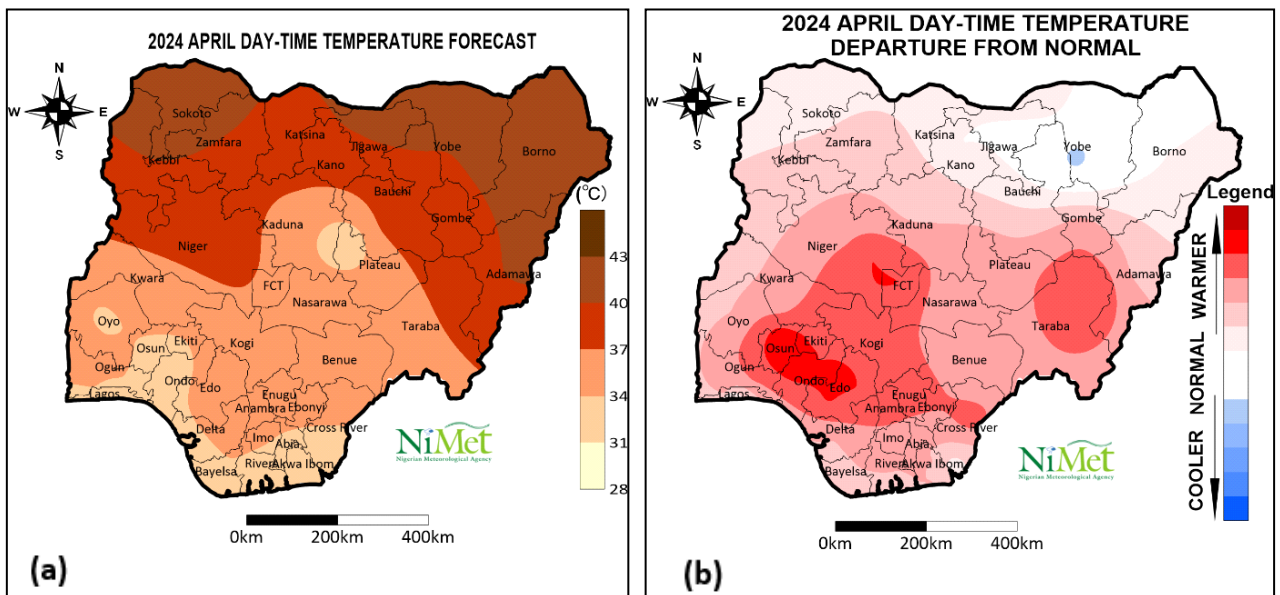 2024 APRIL DAY-TIME TEMPERATURE FORECAST
N
W
E
S
Sokoto
Zamfara
Kebbi
Katsina
Kano
Jigawa
Yobe
Borno
Bauchi
Gombe
Kaduna
Niger
Plateau
Adamawa
Kwara
FCT
Nasarawa
Oyo
Taraba
Osun
Ekiti
Kogi
Benue
Ogun
Ondo
Edo
Lagos
Enugu
Anambra
Ebonyi
Delta
Imo
Abia
Cross River
Bayelsa
Rivers
Akwa Ibom
(°C)
43
40
37
34
31
28
NiMet
Nigerian Meteorological Agency
0km
200km
400km
(a)
2024 APRIL DAY-TIME TEMPERATURE
DEPARTURE FROM NORMAL
N
W
E
S
Sokoto
Zamfara
Kebbi
Katsina
Kano
Jigawa
Yobe
Borno
Bauchi
Gombe
Kaduna
Niger
Plateau
Adamawa
Kwara
FCT
Nasarawa
Oyo
Taraba
Osun
Ekiti
Kogi
Benue
Ogun
Ondo
Edo
Lagos
Enugu
Anambra
Ebonyi
Delta
Imo
Abia
Cross River
Bayelsa
Rivers
Akwa Ibom
Legend
COOLER NORMAL WARMER
NiMet
Nigerian Meteorological Agency
0km
200km
400km
(b)